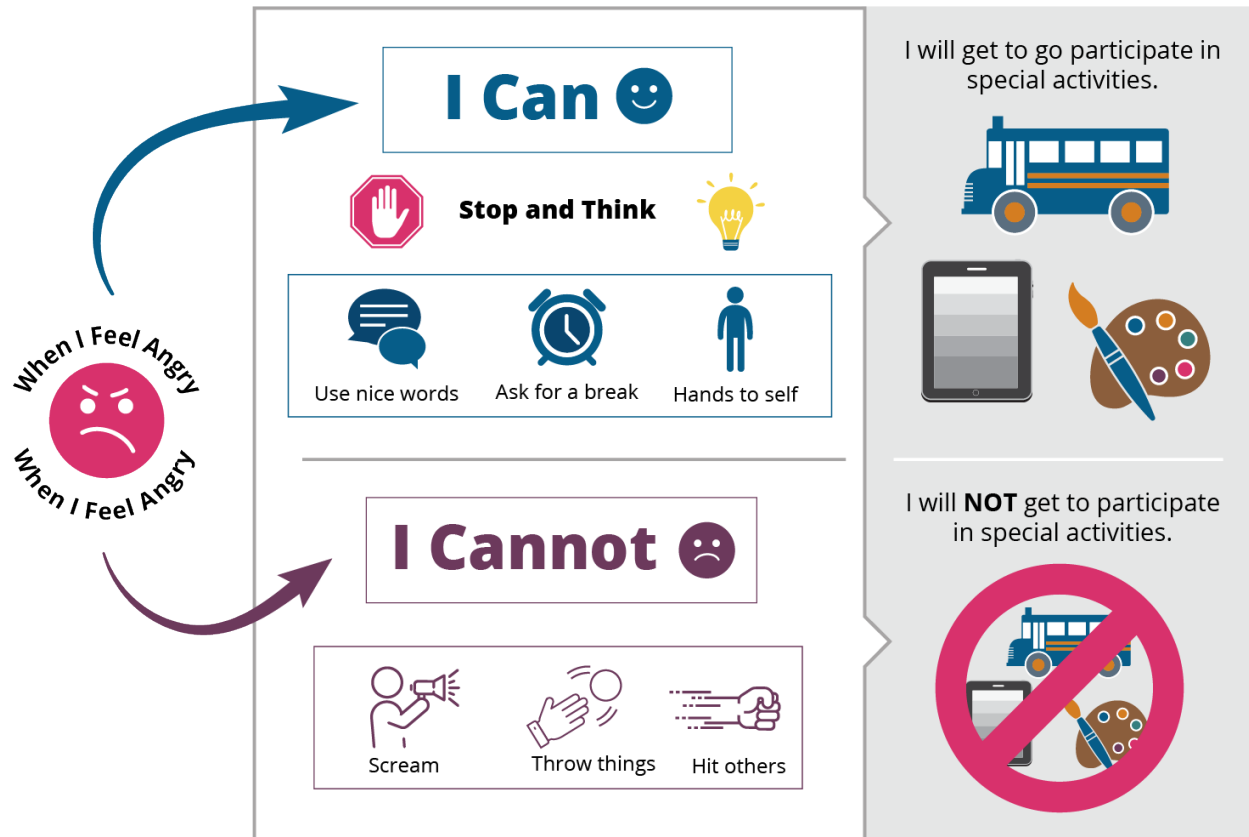 When I Feel Angry
When I Feel Angry
I Can
Stop and Think
Use nice words
Ask for a break
Hands to self
I will get to go participate in
special activities.
I Cannot
Scream
Throw things
Hit others
I will NOT get to participate
in special activities.